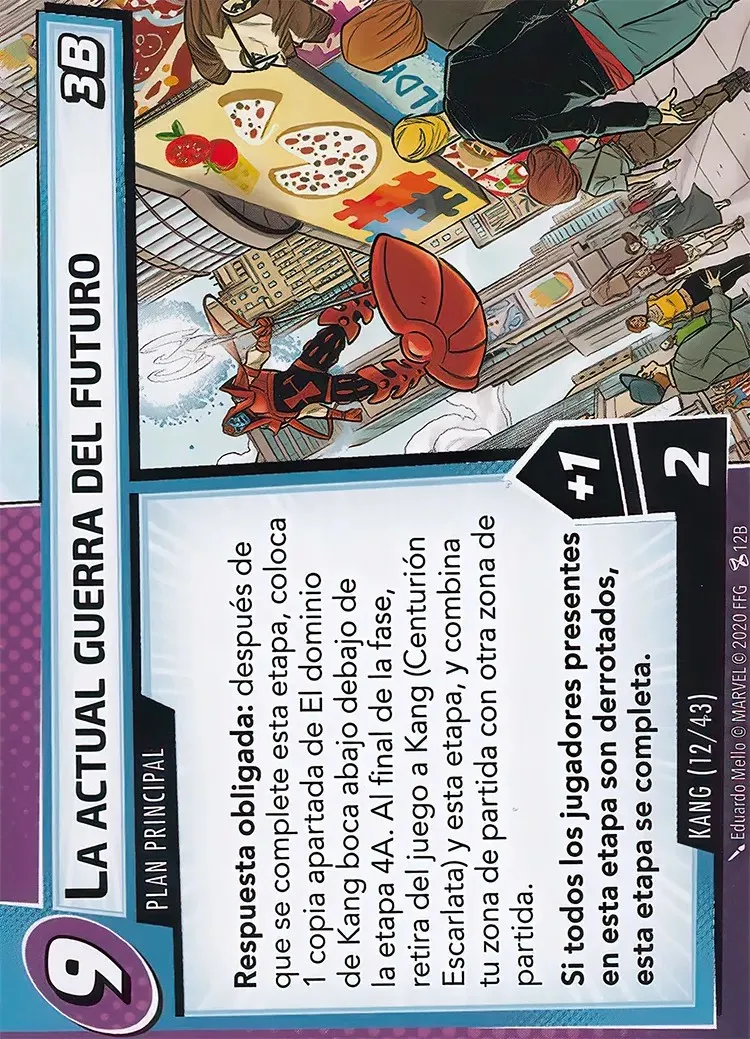 9
LA ACTUAL GUERRA DEL FUTURO
3B
PLAN PRINCIPAL
Respuesta obligada: después de
que se complete esta etapa, coloca
1 copia apartada de El dominio
de Kang boca abajo debajo de
la etapa 4A. Al final de la fase,
retira del juego a Kang (Centurión
Escarlata) y esta etapa, y combina
tu zona de partida con otra zona de
partida.
Si todos los jugadores presentes
en esta etapa son derrotados,
esta etapa se completa.
+1
2
KANG (12/43)
Eduardo Mello © MARVEL © 2020 FFG 12B